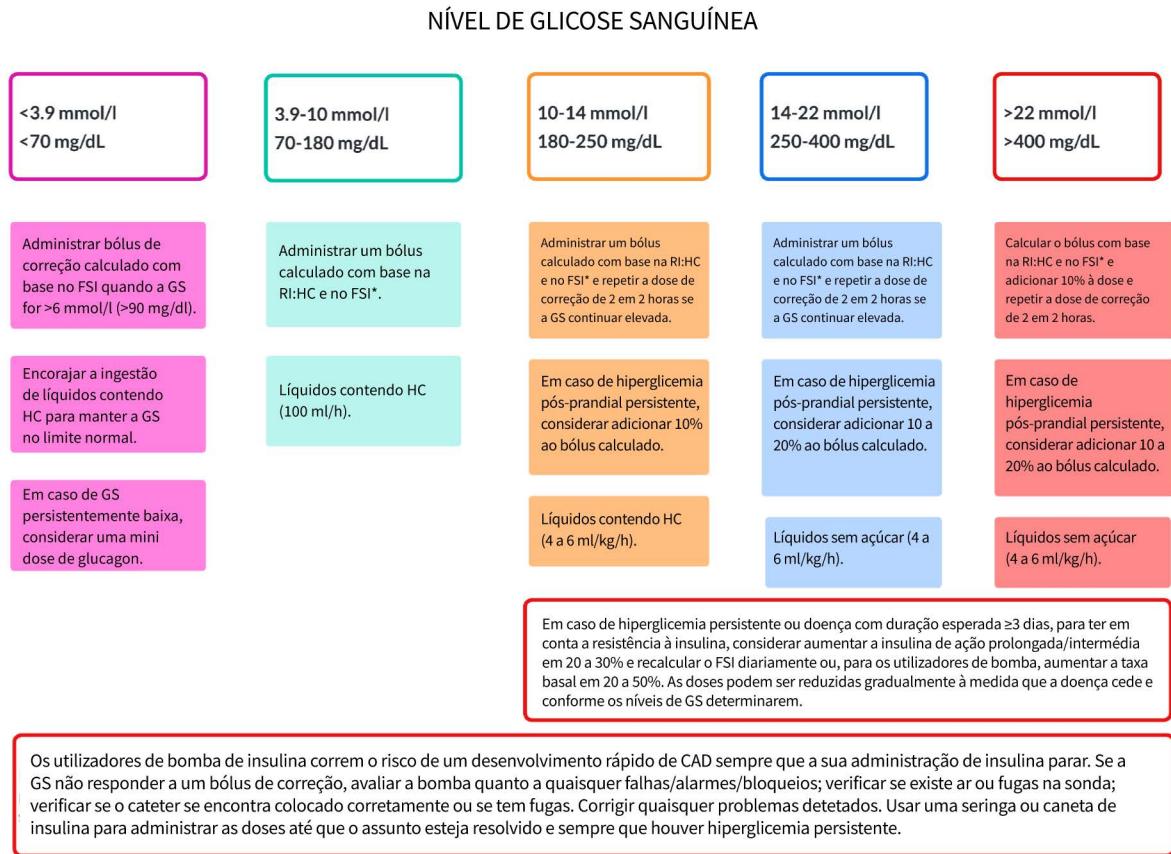 NÍVEL DE GLICOSE SANGUÍNEA
<3.9 mmol/l
<70 mg/dL
3.9-10 mmol/l
70-180 mg/dL
10-14 mmol/l
180-250 mg/dL
14-22 mmol/l
250-400 mg/dL
>22 mmol/l
>400 mg/dL
Administrar bólus de
correção calculado com
base no FSI quando a GS
for >6 mmol/l (>90 mg/dl).
Administrar um bólus
calculado com base na
RI:HC e no FSI*.
Administrar um bólus
calculado com base na RI:HC
e no FSI* e repetir a dose de
correção de 2 em 2 horas se
a GS continuar elevada.
Administrar um bólus
calculado com base na RI:HC
e no FSI* e repetir a dose de
correção de 2 em 2 horas se
a GS continuar elevada.
Calcular o bólus com base
na RI:HC e no FSI* e
adicionar 10% à dose e
repetir a dose de correção
de 2 em 2 horas.
Encorajar a ingestão
de líquidos contendo
HC para manter a GS
no limite normal.
Líquidos contendo HC
(100 ml/h).
Em caso de hiperglicemia
pós-prandial persistente,
considerar adicionar 10%
ao bólus calculado.
Em caso de hiperglicemia
pós-prandial persistente,
considerar adicionar 10 a
20% ao bólus calculado.
Em caso de
hiperglicemia
pós-prandial persistente,
considerar adicionar 10 a
20% ao bólus calculado.
Em caso de GS
persistentemente baixa,
considerar uma mini
dose de glucagon.
Líquidos contendo HC
(4 a 6 ml/kg/h).
Líquidos sem açúcar (4 a
6 ml/kg/h).
Líquidos sem açúcar
(4 a 6 ml/kg/h).
Em caso de hiperglicemia persistente ou doença com duração esperada ≥3 dias, para ter em
conta a resistência à insulina, considerar aumentar a insulina de ação prolongada/intermédia
em 20 a 30% e recalcular o FSI diariamente ou, para os utilizadores de bomba, aumentar a taxa
basal em 20 a 50%. As doses podem ser reduzidas gradualmente à medida que a doença cede e
conforme os níveis de GS determinarem.
Os utilizadores de bomba de insulina correm o risco de um desenvolvimento rápido de CAD sempre que a sua administração de insulina parar. Se a
GS não responder a um bólus de correção, avaliar a bomba quanto a quaisquer falhas/alarmes/bloqueios; verificar se existe ar ou fugas na sonda;
verificar se o cateter se encontra colocado corretamente ou se tem fugas. Corrigir quaisquer problemas detetados. Usar uma seringa ou caneta de
insulina para administrar as doses até que o assunto esteja resolvido e sempre que houver hiperglicemia persistente.